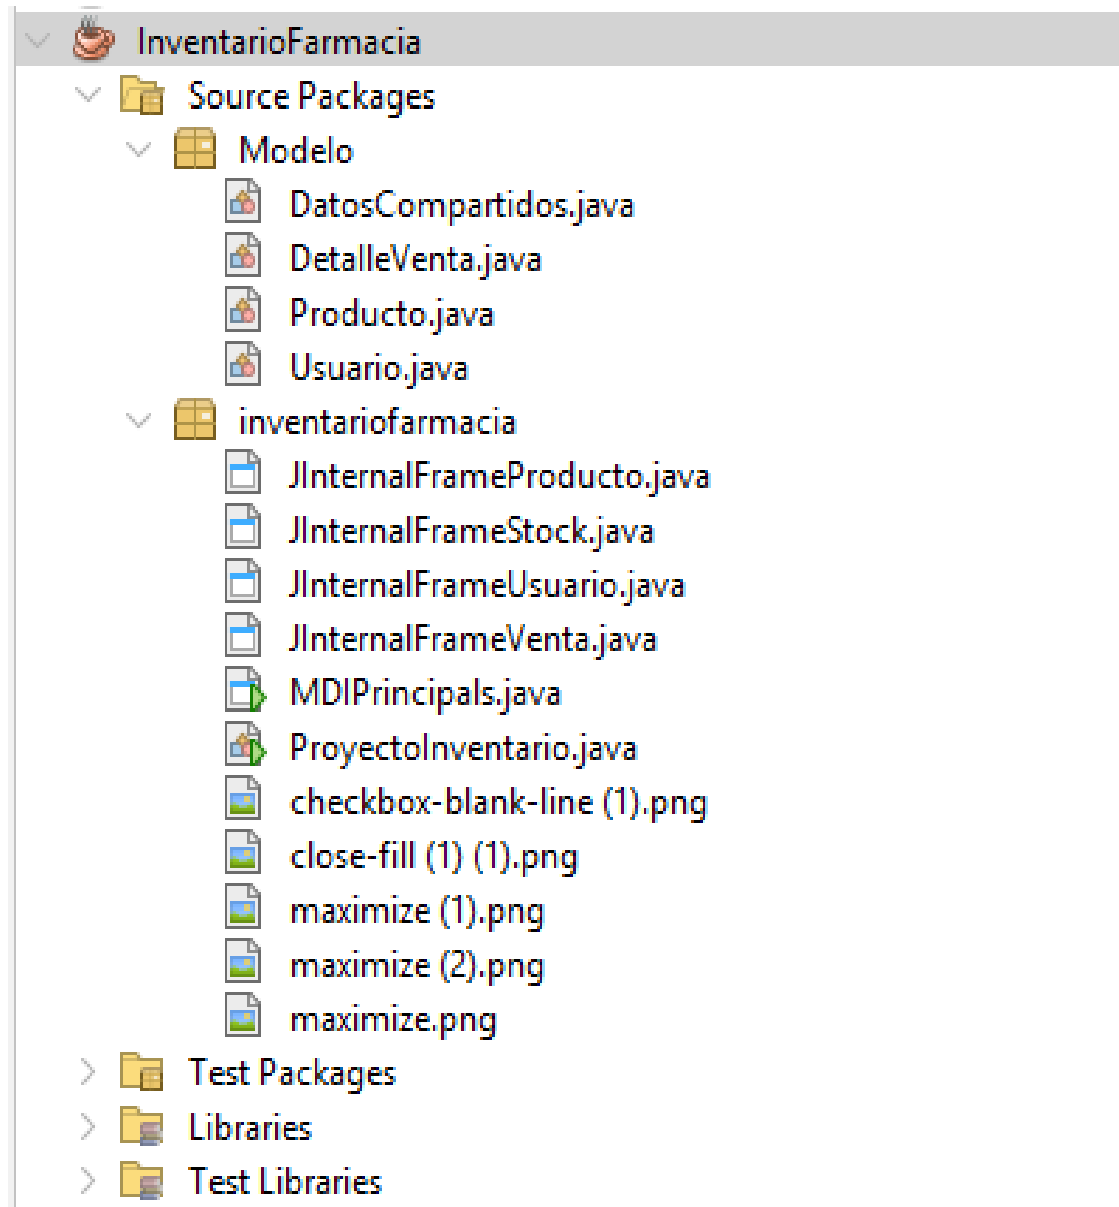 InventarioFarmacia
Source Packages
Modelo
DatosCompartidos.java
DetalleVenta.java
Producto.java
Usuario.java
inventariofarmacia
JInternalFrameProducto.java
JInternalFrameStock.java
JInternalFrameUsuario.java
JInternalFrameVenta.java
MDIPrincipals.java
ProyectoInventario.java
checkbox-blank-line (1).png
close-fill (1) (1).png
maximize (1).png
maximize (2).png
maximize.png
Test Packages
Libraries
Test Libraries